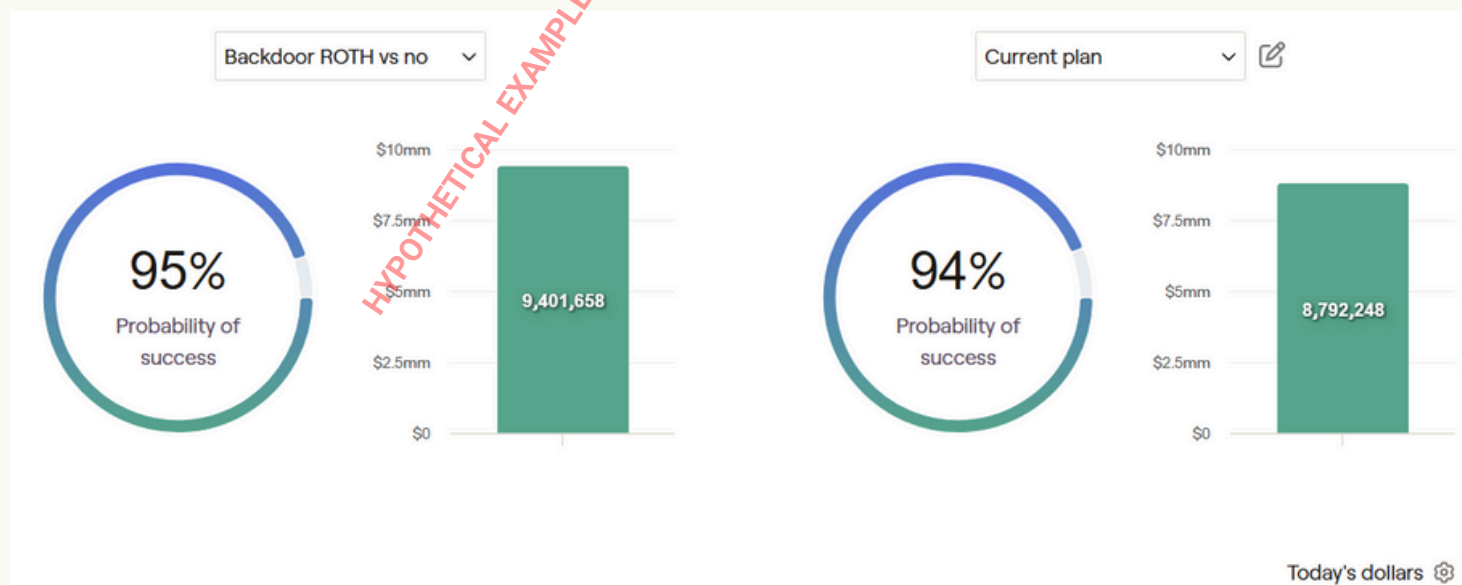 Backdoor ROTH vs no
Current plan
HYPOTHETICAL EXAMPLE
95%
Probability of
success
$10mm
$7.5mm
$5mm
$2.5mm
$0
9,401,658
94%
Probability of
success
$10mm
$7.5mm
$5mm
$2.5mm
$0
8,792,248
Today's dollars